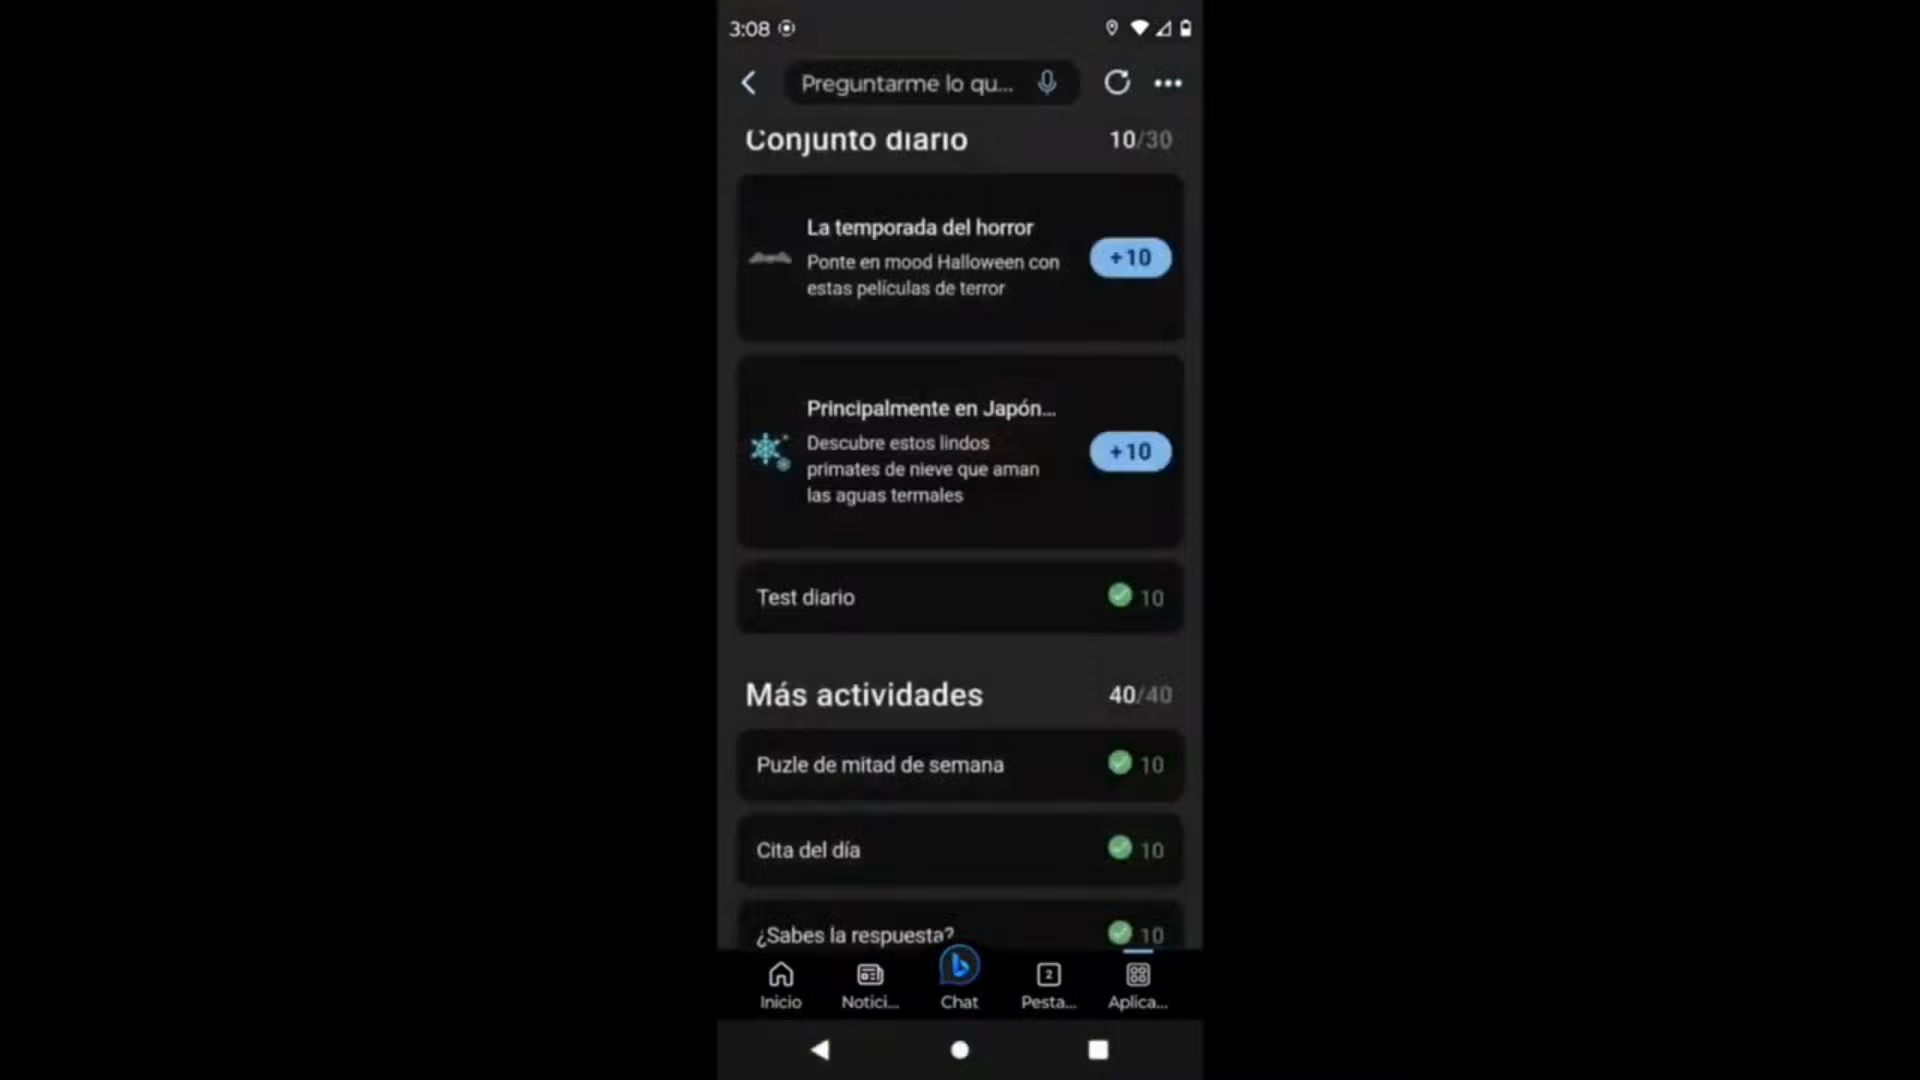 3:08
Preguntarme lo qu...
Conjunto diario
10/30
La temporada del horror
Ponte en mood Halloween con
estas películas de terror
+10
Principalmente en Japón...
Descubre estos lindos
primates de nieve que aman
las aguas termales
+10
Test diario
10
Más actividades
40/40
Puzle de mitad de semana
10
Cita del día
10
¿Sabes la respuesta?
10
Inicio
Notici...
Chat
2
Pesta...
Aplica...